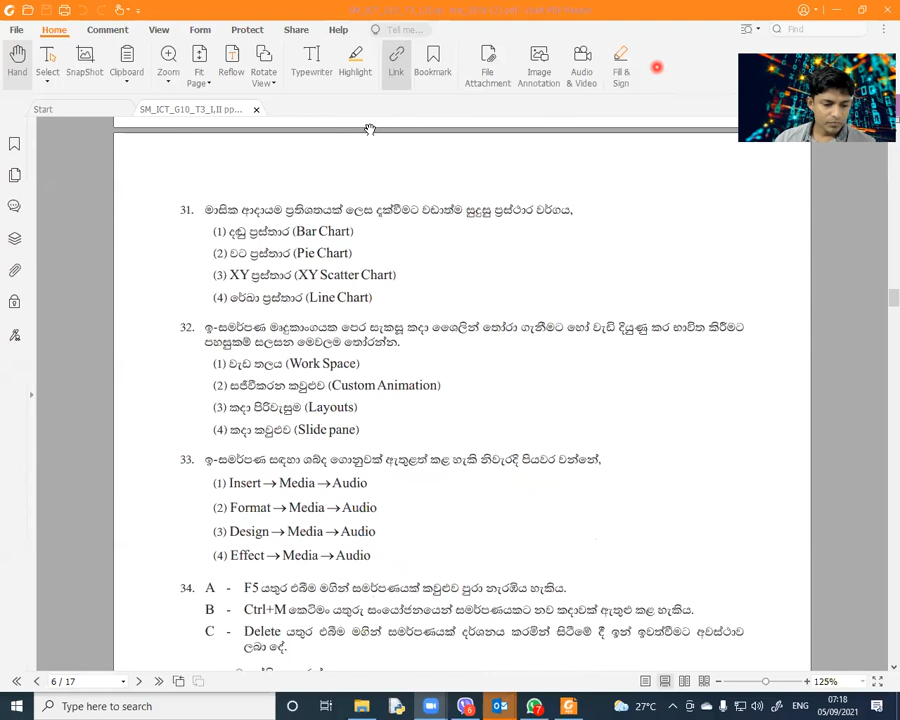 File Home Comment View Form Protect Share Help Tell me... Find
Hand Select SnapShot Clipboard Zoom Fit Page Reflow Rotate View Typewriter Highlight Link Bookmark File Attachment Image Annotation Audio & Video Fill & Sign
Start SM_ICT_G10_T3_I,II pp...
31. මාසික ආදායම ප්‍රතිශතයක් ලෙස දැක්වීමට වඩාත්ම සුදුසු ප්‍රස්ථාර වර්ගය,
(1) දඬු ප්‍රස්තාර (Bar Chart)
(2) වට ප්‍රස්තාර (Pie Chart)
(3) XY ප්‍රස්තාර (XY Scatter Chart)
(4) රේඛා ප්‍රස්තාර (Line Chart)
32. ඉ-සමර්පණ මෘදුකාංගයක පෙර සැකසූ කදා ශෛලීන් තෝරා ගැනීමට හෝ වැඩි දියුණු කර භාවිත කිරීමට
පහසුකම් සලසන මෙවලම තෝරන්න.
(1) වැඩ තලය (Work Space)
(2) සජීවීකරන කවුළුව (Custom Animation)
(3) කදා පිරිවැසුම (Layouts)
(4) කදා කවුළුව (Slide pane)
33. ඉ-සමර්පණ සඳහා ශබ්ද ගොනුවක් ඇතුළත් කළ හැකි නිවැරදි පියවර වන්නේ,
(1) Insert → Media → Audio
(2) Format → Media → Audio
(3) Design → Media → Audio
(4) Effect → Media → Audio
34. A - F5 යතුර එබීම මගින් සමර්පණයක් කවුළුව පුරා නැරඹිය හැකිය.
B - Ctrl+M කෙටිමං යතුරු සංයෝජනයෙන් සමර්පණයකට නව කදාවක් ඇතුළු කළ හැකිය.
C - Delete යතුර එබීම මගින් සමර්පණයක් දර්ශනය කරමින් සිටීමේ දී ඉන් ඉවත්වීමට අවස්ථාව
ලබා දේ.
6 / 17 125%
Type here to search 27°C 07:18
05/09/2021